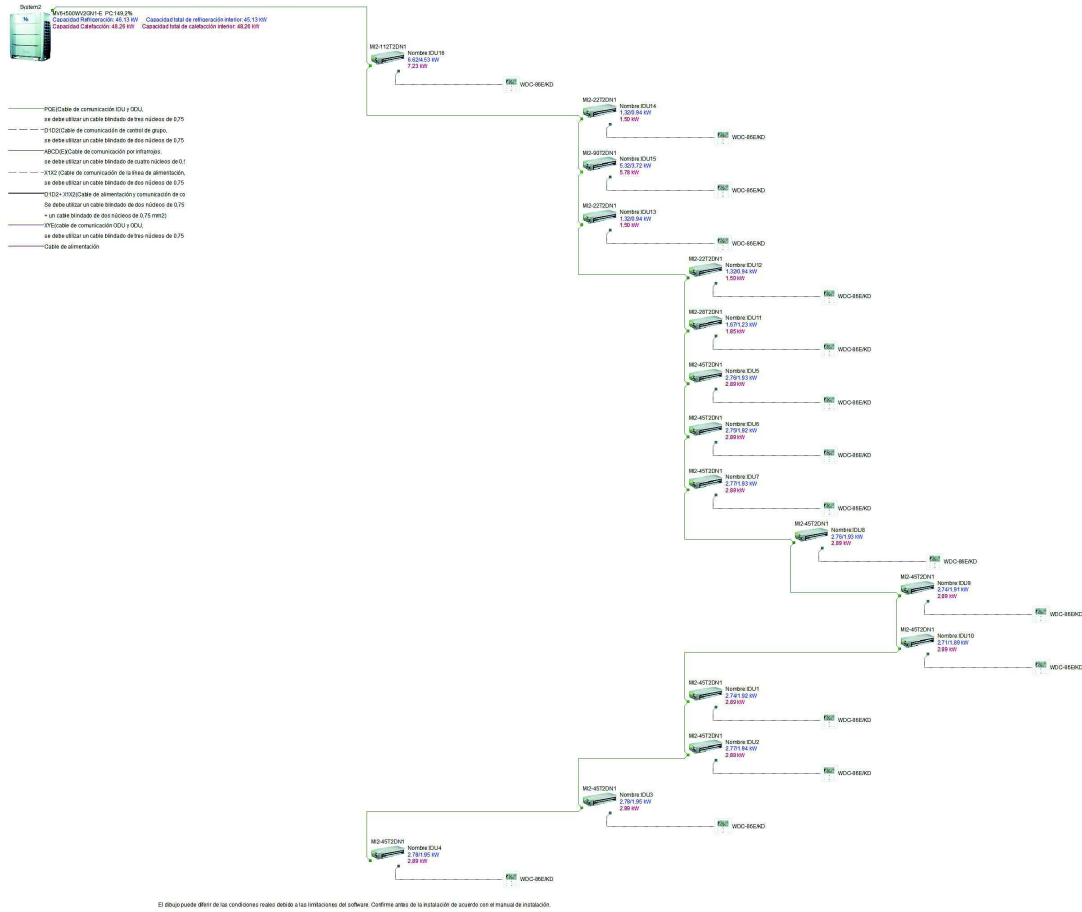 System2
MV6-i500WV2GN1-E PC:149,2%
Capacidad Refrigeración: 46.13 kW Capacidad total de refrigeración interior: 45.13 kW
Capacidad Calefacción: 48.26 kW Capacidad total de calefacción interior: 48.26 kW
MI2-112T2DN1
Nombre:IDU16
6.62/4.53 kW
7.23 kW
WDC-86E/KD
PQE(Cable de comunicación IDU y ODU,
se debe utilizar un cable blindado de tres núcleos de 0,75
D1D2(Cable de comunicación de control de grupo,
se debe utilizar un cable blindado de dos núcleos de 0,75
ABCD(E)(Cable de comunicación por infrarrojos,
se debe utilizar un cable blindado de cuatro núcleos de 0,
X1X2 (Cable de comunicación de la línea de alimentación,
se debe utilizar un cable blindado de dos núcleos de 0,75
D1D2+ X1X2(Cable de alimentación y comunicación de co
Se debe utilizar un cable blindado de dos núcleos de 0,75
+ un cable blindado de dos núcleos de 0,75 mm2)
XYE(cable de comunicación ODU y ODU,
se debe utilizar un cable blindado de tres núcleos de 0,75
Cable de alimentación
MI2-22T2DN1
Nombre:IDU14
1.32/0.94 kW
1.50 kW
WDC-86E/KD
MI2-90T2DN1
Nombre:IDU15
5.32/3.72 kW
5.78 kW
WDC-86E/KD
MI2-22T2DN1
Nombre:IDU13
1.32/0.94 kW
1.50 kW
WDC-86E/KD
MI2-22T2DN1
Nombre:IDU12
1.32/0.94 kW
1.50 kW
WDC-86E/KD
MI2-28T2DN1
Nombre:IDU11
1.67/1.23 kW
1.85 kW
WDC-86E/KD
MI2-45T2DN1
Nombre:IDU5
2.76/1.93 kW
2.89 kW
WDC-86E/KD
MI2-45T2DN1
Nombre:IDU6
2.75/1.92 kW
2.89 kW
WDC-86E/KD
MI2-45T2DN1
Nombre:IDU7
2.77/1.93 kW
2.89 kW
WDC-86E/KD
MI2-45T2DN1
Nombre:IDU8
2.76/1.93 kW
2.89 kW
WDC-86E/KD
MI2-45T2DN1
Nombre:IDU9
2.74/1.91 kW
2.89 kW
WDC-86E/KD
MI2-45T2DN1
Nombre:IDU10
2.71/1.89 kW
2.89 kW
WDC-86E/KD
MI2-45T2DN1
Nombre:IDU1
2.74/1.92 kW
2.89 kW
WDC-86E/KD
MI2-45T2DN1
Nombre:IDU2
2.77/1.94 kW
2.89 kW
WDC-86E/KD
MI2-45T2DN1
Nombre:IDU3
2.78/1.95 kW
2.89 kW
WDC-86E/KD
MI2-45T2DN1
Nombre:IDU4
2.78/1.95 kW
2.89 kW
WDC-86E/KD
El dibujo puede diferir de las condiciones reales debido a las limitaciones del software. Confirme antes de la instalación de acuerdo con el manual de instalación.